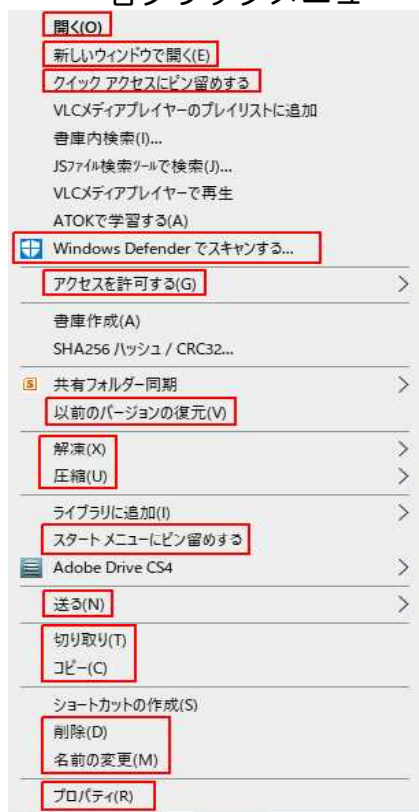 右クリックメニュー
開く(O)
新しいウィンドウで開く(E)
クイック アクセスにピン留めする
VLCメディアプレイヤーのプレイリストに追加
書庫内検索(I)...
JSファイル検索ツールで検索(J)...
VLCメディアプレイヤーで再生
ATOKで学習する(A)
Windows Defender でスキャンする...
アクセスを許可する(G)
書庫作成(A)
SHA256 ハッシュ / CRC32...
S 共有フォルダー同期
以前のバージョンの復元(V)
解凍(X)
圧縮(U)
ライブラリに追加(I)
スタート メニューにピン留めする
Adobe Drive CS4
送る(N)
切り取り(T)
コピー(C)
ショートカットの作成(S)
削除(D)
名前の変更(M)
プロパティ(R)